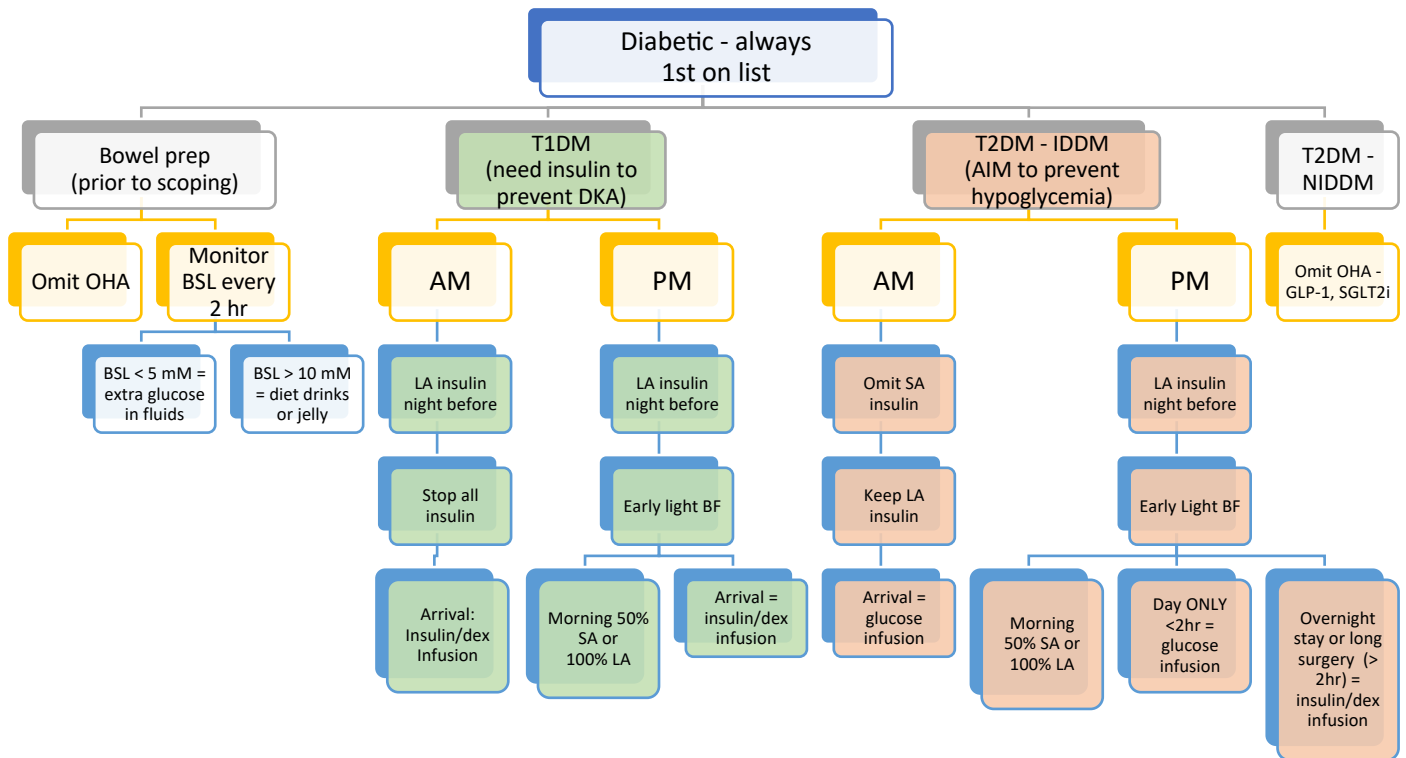 Diabetic - always
1st on list
Bowel prep
(prior to scoping)
T1DM
(need insulin to
prevent DKA)
T2DM - IDDM
(AIM to prevent
hypoglycemia)
T2DM -
NIDDM
Omit OHA
Monitor
BSL every
2 hr
AM
PM
AM
PM
Omit OHA -
GLP-1, SGLT2i
BSL < 5 mM =
extra glucose
in fluids
BSL > 10 mM
= diet drinks
or jelly
LA insulin
night before
LA insulin
night before
Omit SA
insulin
LA insulin
night before
Stop all
insulin
Early light BF
Keep LA
insulin
Early Light BF
Arrival:
Insulin/dex
Infusion
Morning 50%
SA or
100% LA
Arrival =
insulin/dex
infusion
Arrival =
glucose
infusion
Morning
50% SA or
100% LA
Day ONLY
<2hr =
glucose
infusion
Overnight
stay or long
surgery (>
2hr) =
insulin/dex
infusion